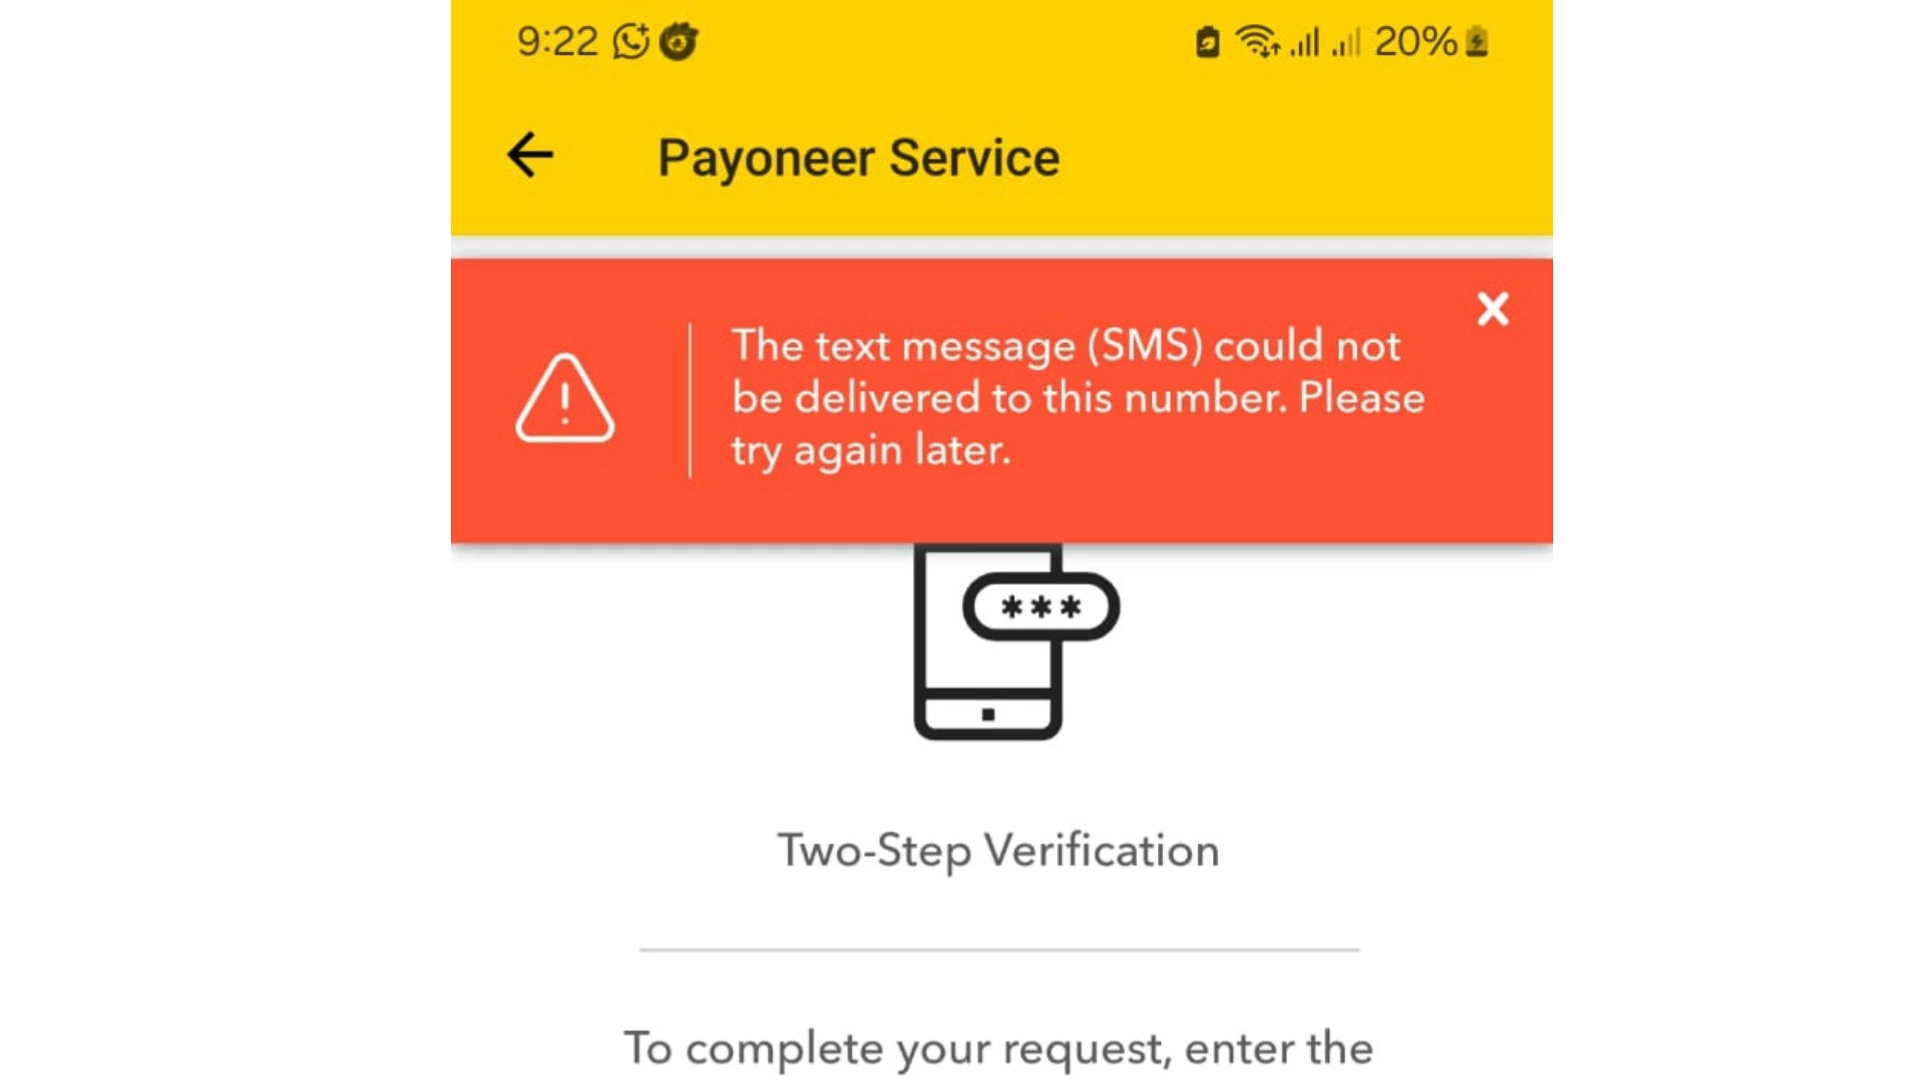 9:22 20%
Payoneer Service
The text message (SMS) could not
be delivered to this number. Please
try again later.
***
Two-Step Verification
To complete your request, enter the